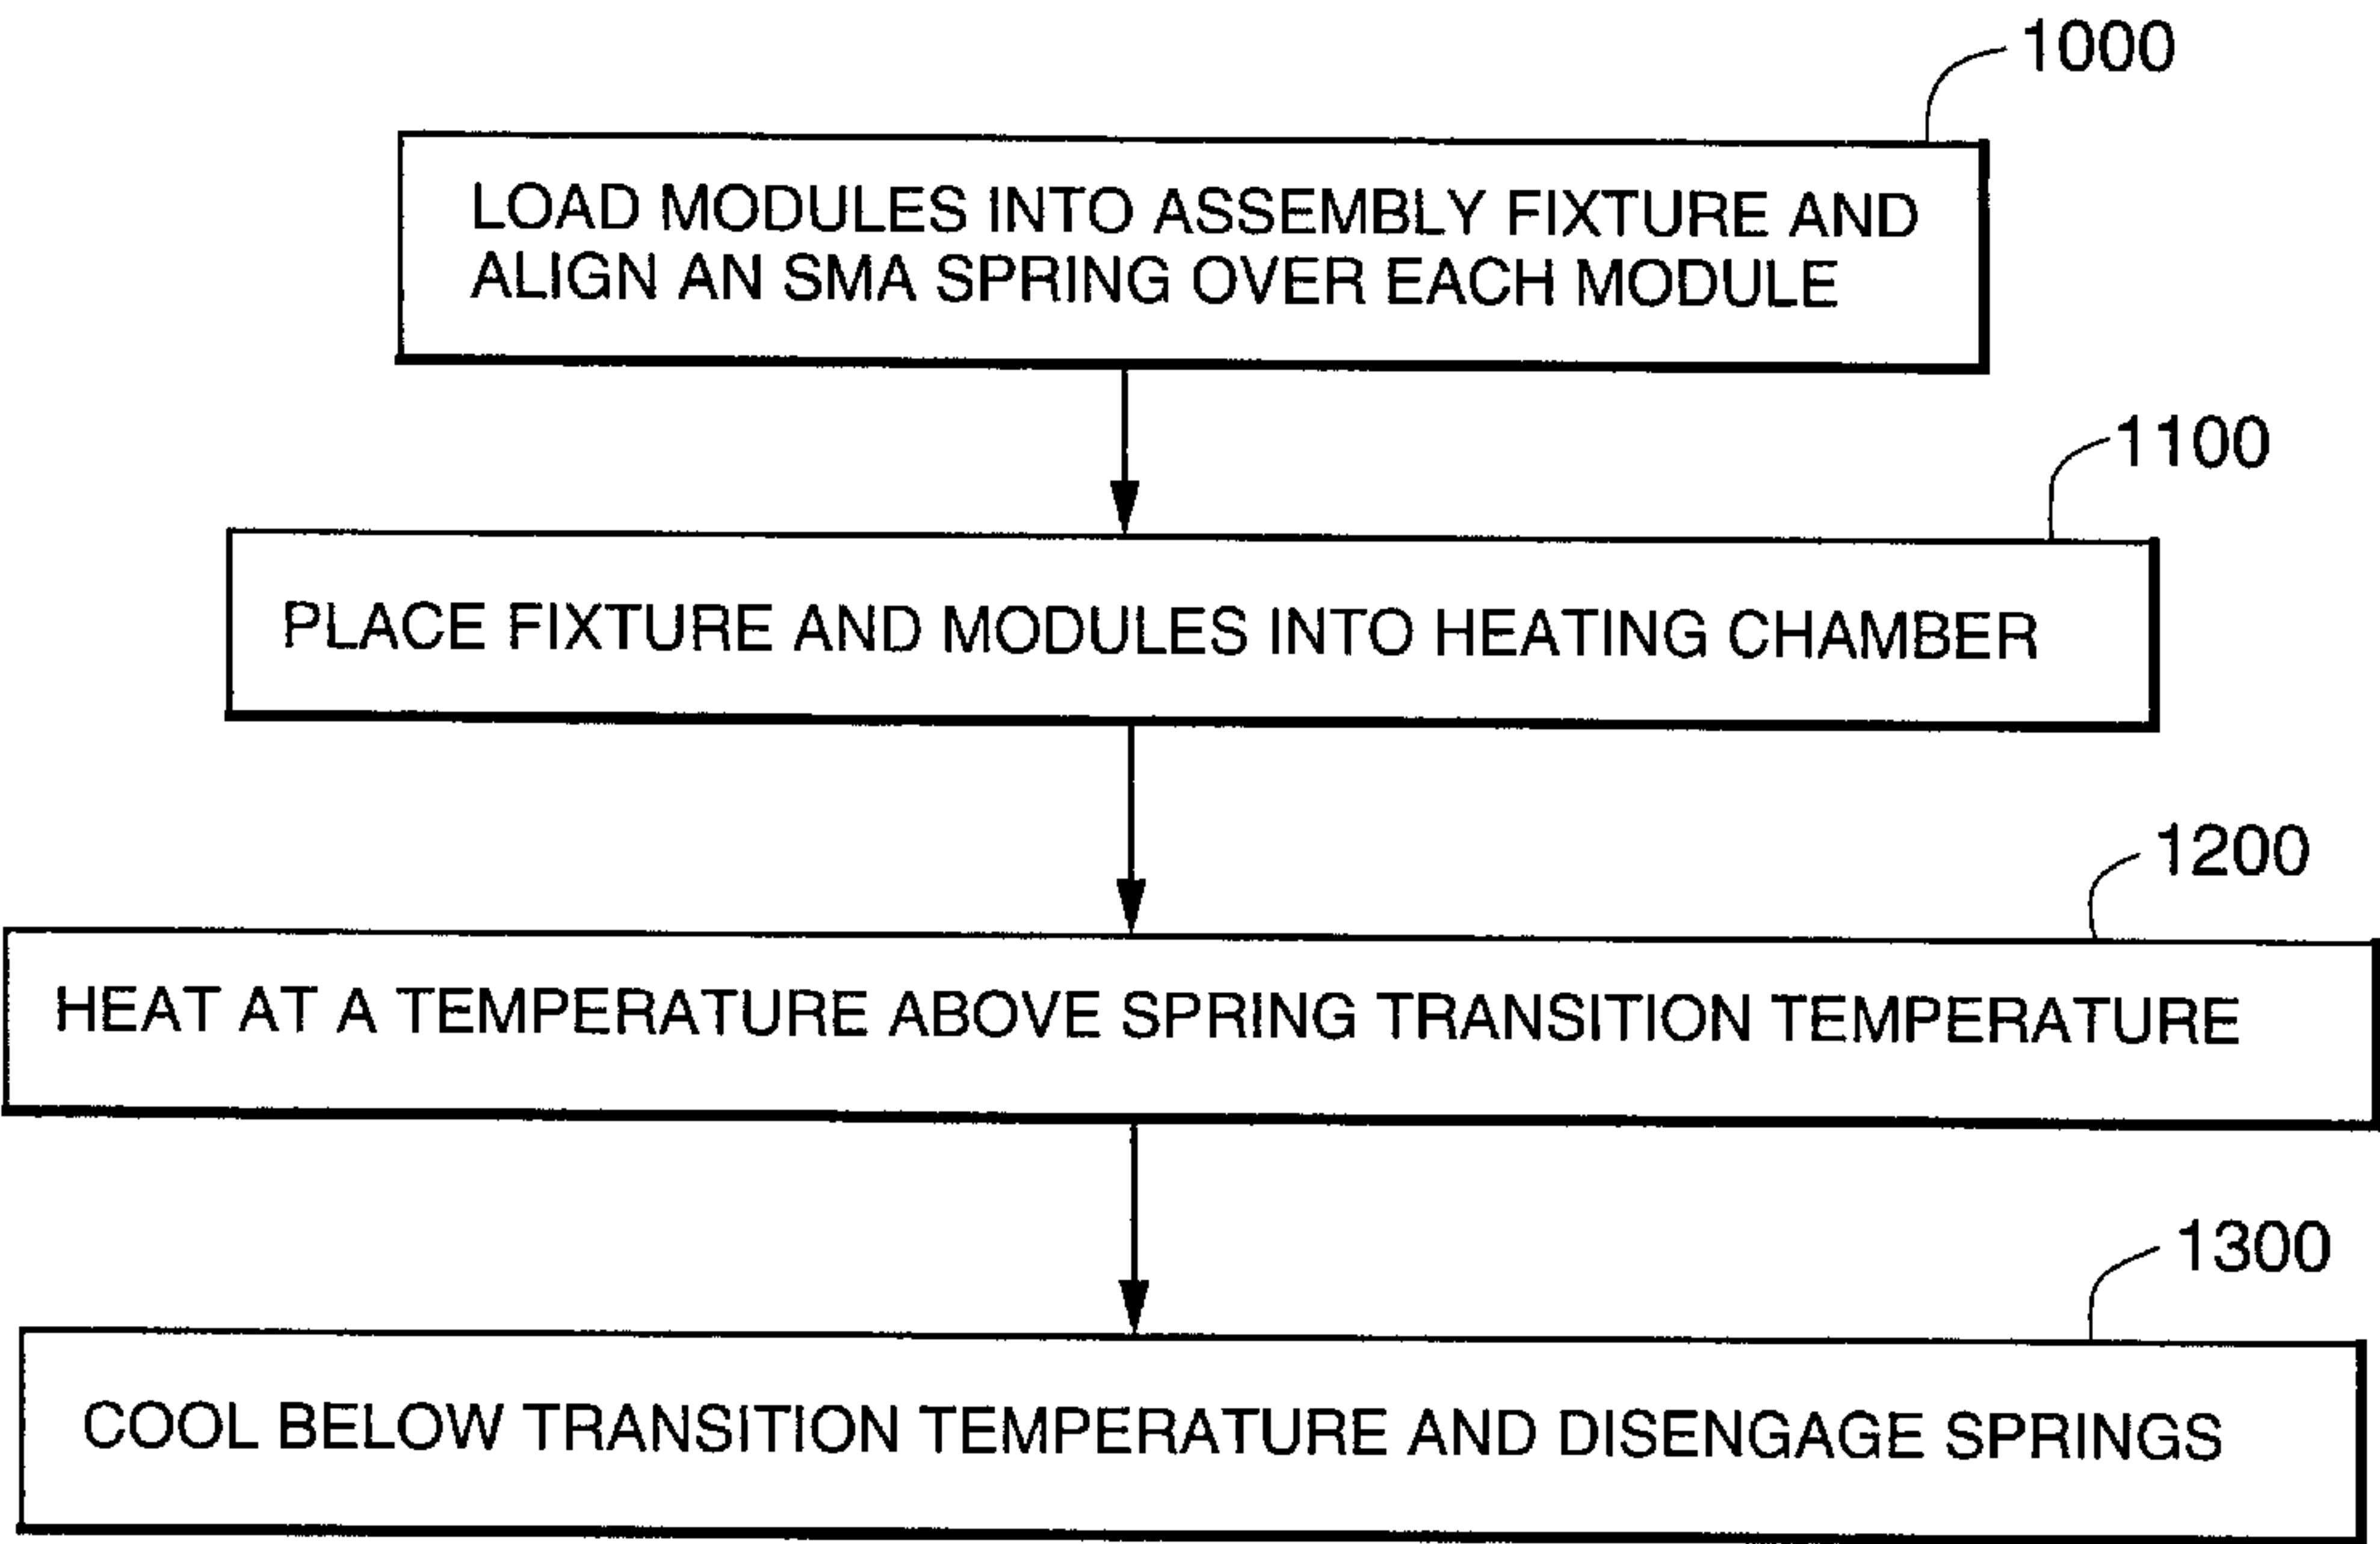 1000
LOAD MODULES INTO ASSEMBLY FIXTURE AND
ALIGN AN SMA SPRING OVER EACH MODULE
1100
PLACE FIXTURE AND MODULES INTO HEATING CHAMBER
1200
HEAT AT A TEMPERATURE ABOVE SPRING TRANSITION TEMPERATURE
1300
COOL BELOW TRANSITION TEMPERATURE AND DISENGAGE SPRINGS